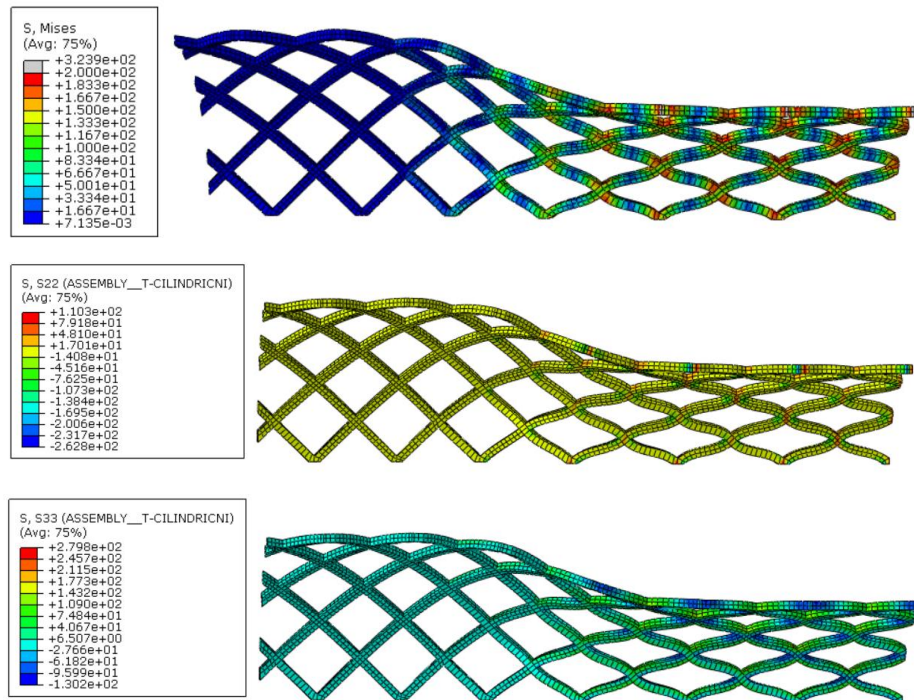 S, Mises
(Avg: 75%)
+3.239e+02
+2.000e+02
+1.833e+02
+1.667e+02
+1.500e+02
+1.333e+02
+1.167e+02
+1.000e+02
+8.334e+01
+6.667e+01
+5.001e+01
+3.334e+01
+1.667e+01
+7.135e-03
S, S22 (ASSEMBLY__T-CILINDRICNI)
(Avg: 75%)
+1.103e+02
+7.918e+01
+4.810e+01
+1.701e+01
-1.408e+01
-4.516e+01
-7.625e+01
-1.073e+02
-1.384e+02
-1.695e+02
-2.006e+02
-2.317e+02
-2.628e+02
S, S33 (ASSEMBLY__T-CILINDRICNI)
(Avg: 75%)
+2.798e+02
+2.457e+02
+2.115e+02
+1.773e+02
+1.432e+02
+1.090e+02
+7.484e+01
+4.067e+01
+6.507e+00
-2.766e+01
-6.182e+01
-9.599e+01
-1.302e+02